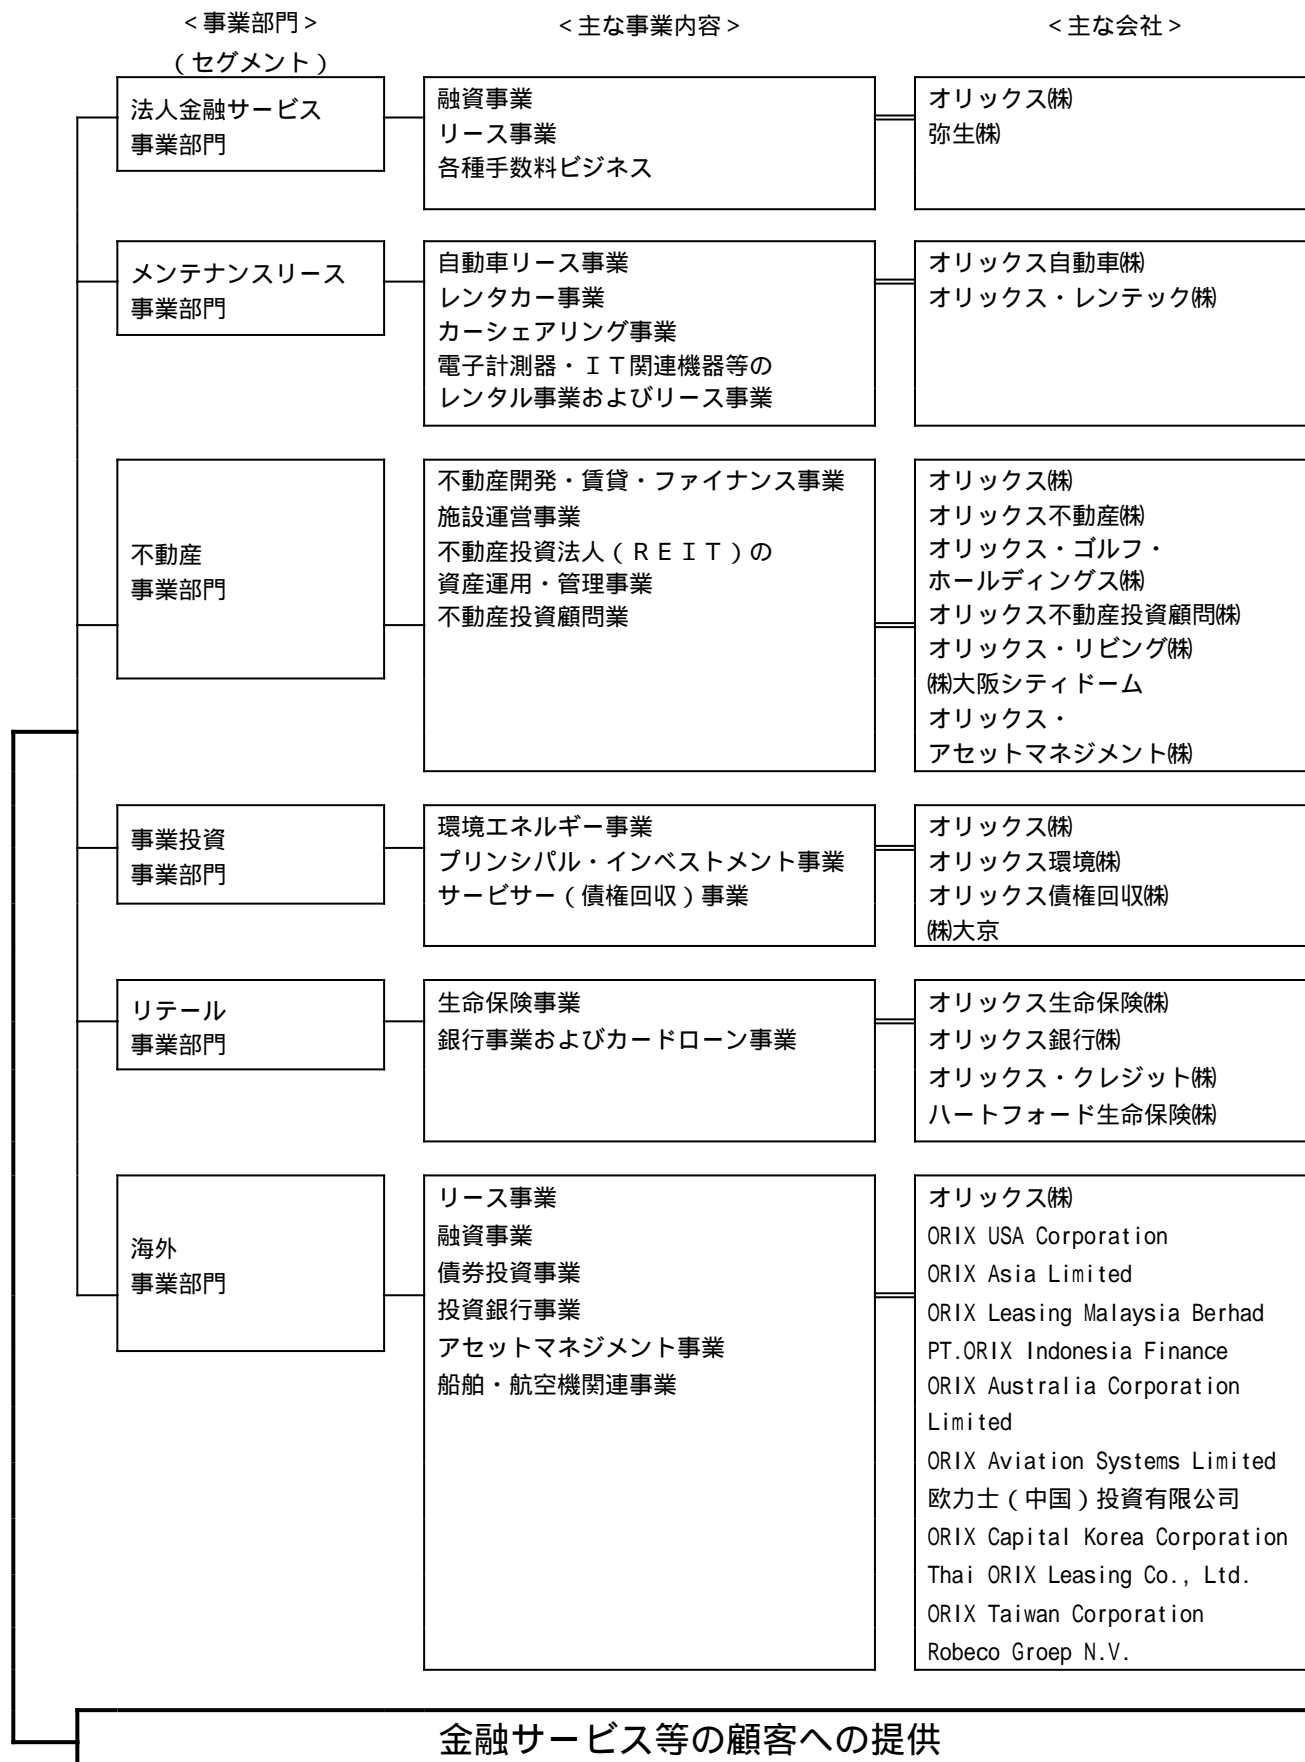 ＜事業部門＞
（セグメント）
＜主な事業内容＞
＜主な会社＞
法人金融サービス
事業部門
融資事業
リース事業
各種手数料ビジネス
オリックス㈱
弥生㈱
メンテナンスリース
事業部門
自動車リース事業
レンタカー事業
カーシェアリング事業
電子計測器・ＩＴ関連機器等の
レンタル事業およびリース事業
オリックス自動車㈱
オリックス・レンテック㈱
不動産
事業部門
不動産開発・賃貸・ファイナンス事業
施設運営事業
不動産投資法人（ＲＥＩＴ）の
資産運用・管理事業
不動産投資顧問業
オリックス㈱
オリックス不動産㈱
オリックス・ゴルフ・
ホールディングス㈱
オリックス不動産投資顧問㈱
オリックス・リビング㈱
㈱大阪シティドーム
オリックス・
アセットマネジメント㈱
事業投資
事業部門
環境エネルギー事業
プリンシパル・インベストメント事業
サービサー（債権回収）事業
オリックス㈱
オリックス環境㈱
オリックス債権回収㈱
㈱大京
リテール
事業部門
生命保険事業
銀行事業およびカードローン事業
オリックス生命保険㈱
オリックス銀行㈱
オリックス・クレジット㈱
ハートフォード生命保険㈱
海外
事業部門
リース事業
融資事業
債券投資事業
投資銀行事業
アセットマネジメント事業
船舶・航空機関連事業
オリックス㈱
ORIX USA Corporation
ORIX Asia Limited
ORIX Leasing Malaysia Berhad
PT.ORIX Indonesia Finance
ORIX Australia Corporation
Limited
ORIX Aviation Systems Limited
欧力士（中国）投資有限公司
ORIX Capital Korea Corporation
Thai ORIX Leasing Co., Ltd.
ORIX Taiwan Corporation
Robeco Groep N.V.
金融サービス等の顧客への提供